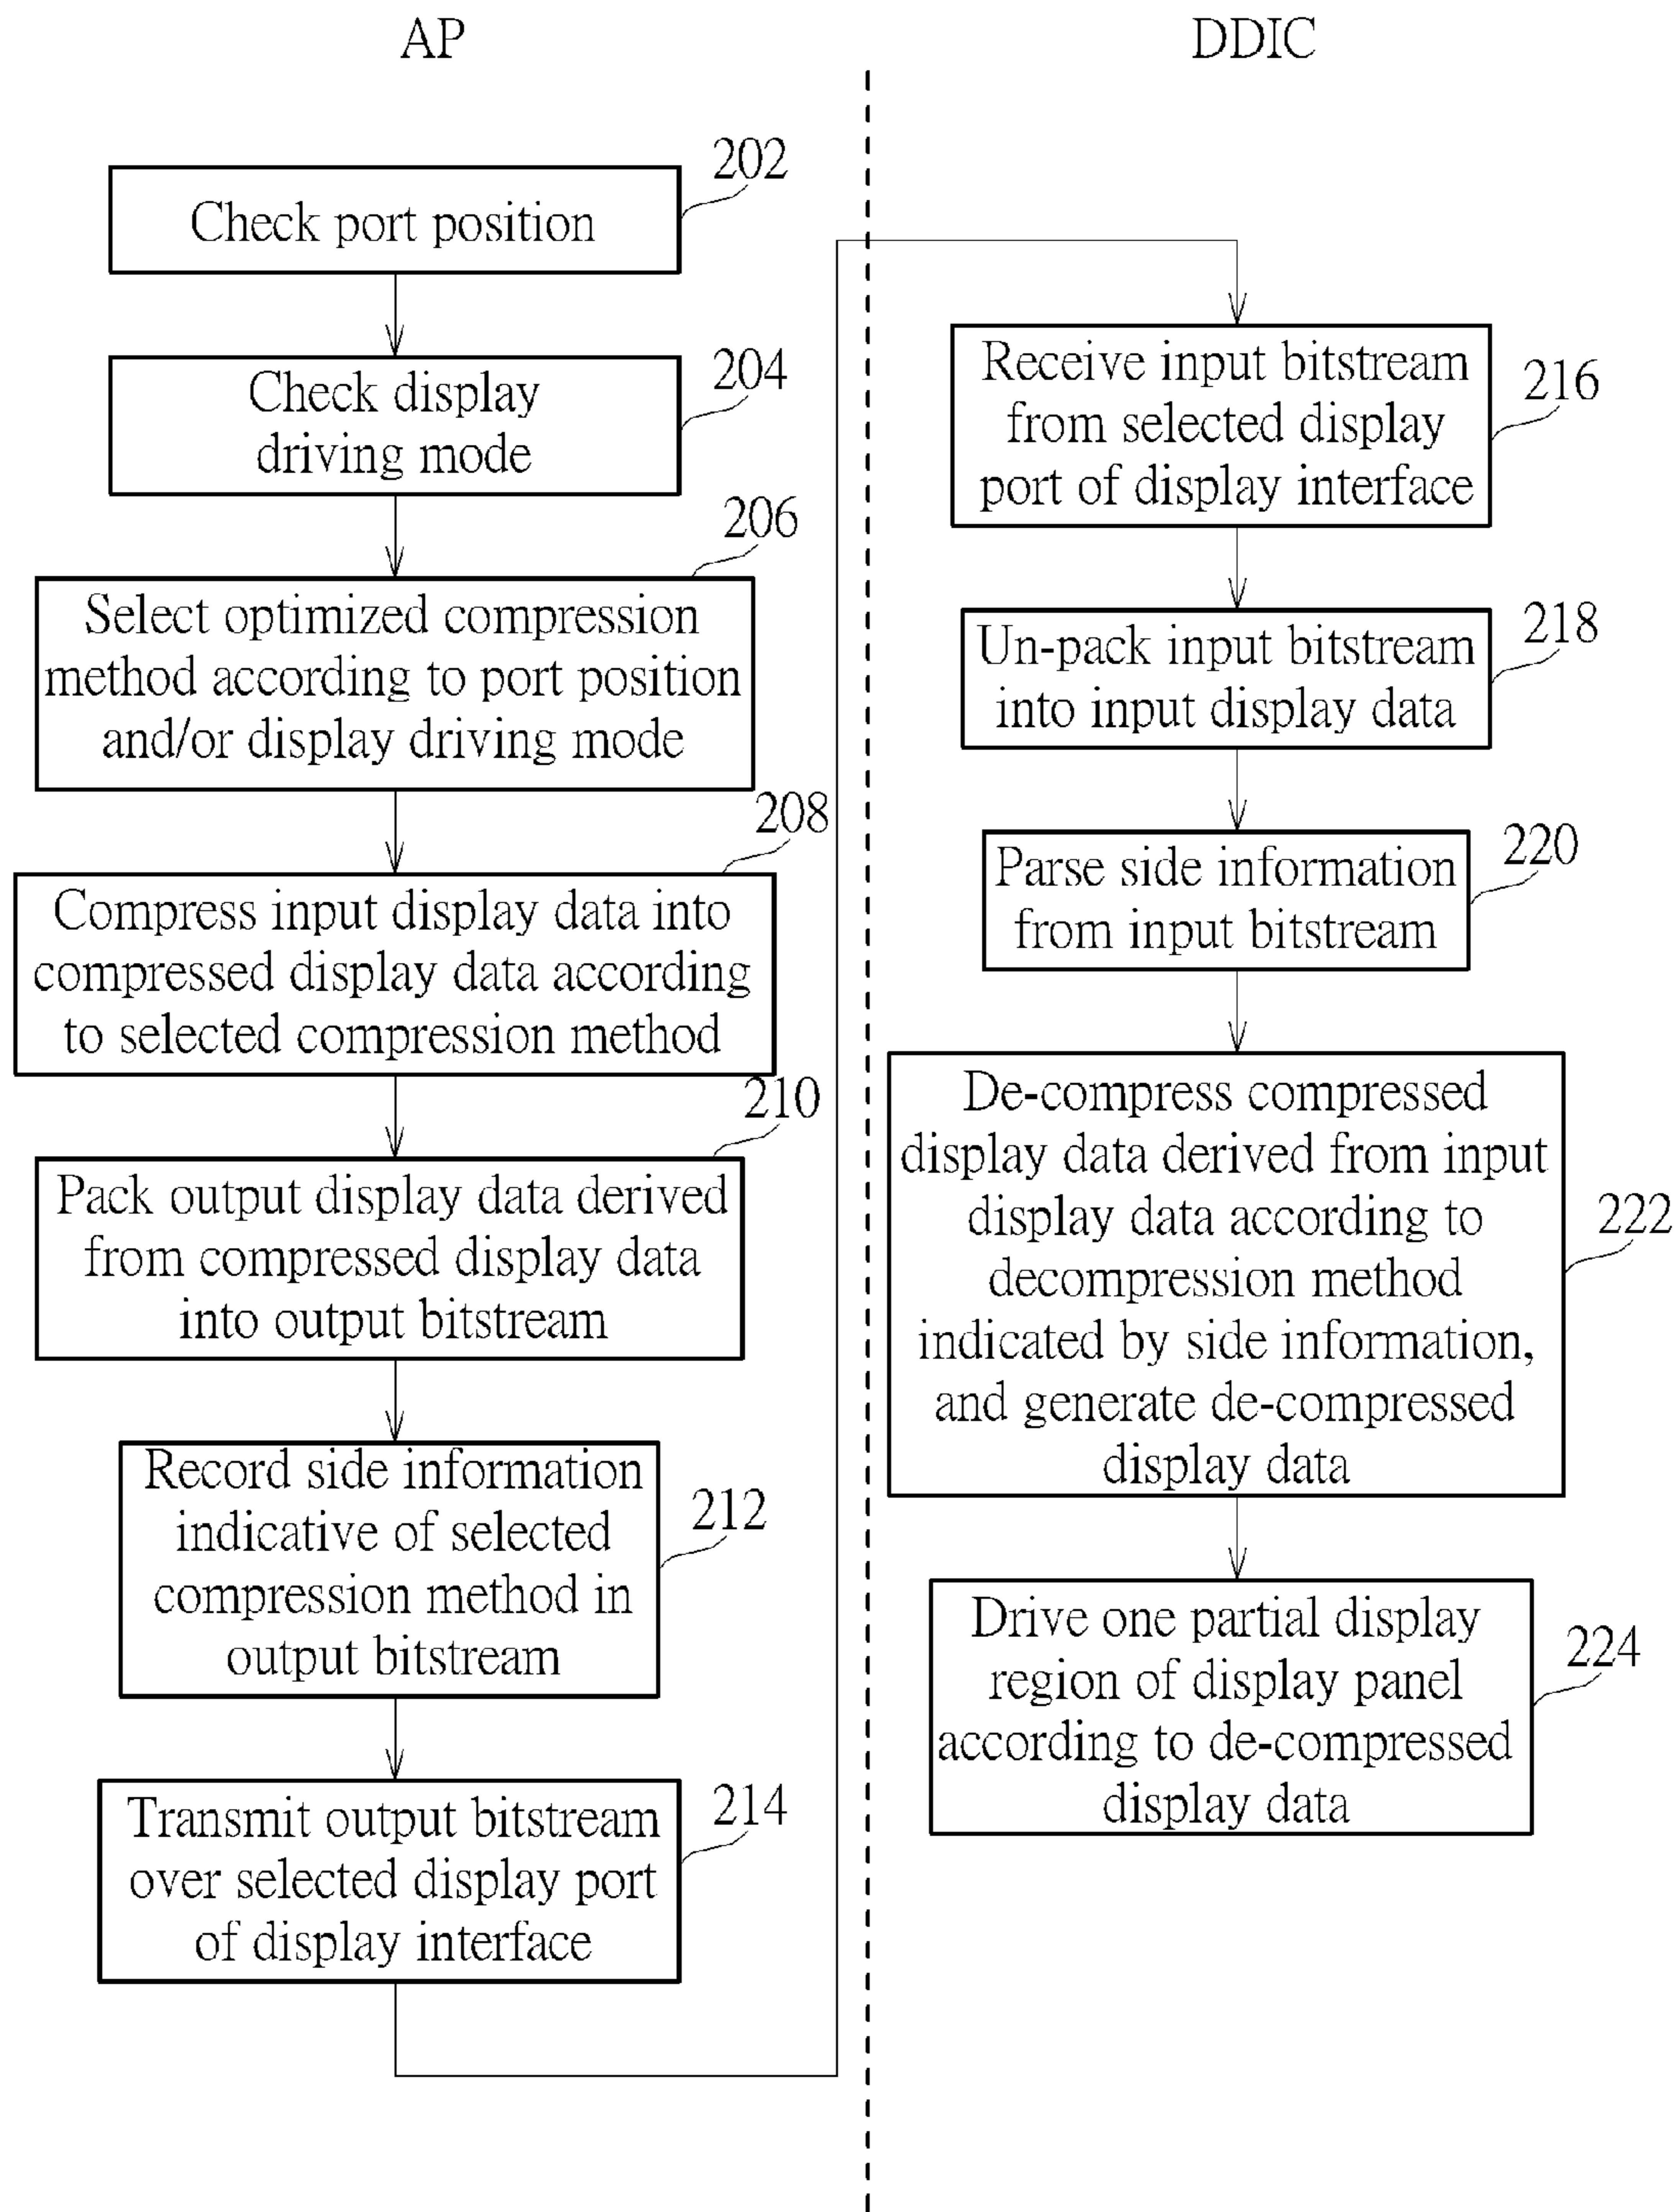 AP
202
Check port position
204
Check display
driving mode
206
Select optimized compression
method according to port position
and/or display driving mode
208
Compress input display data into
compressed display data according
to selected compression method
210
Pack output display data derived
from compressed display data
into output bitstream
Record side information
indicative of selected
compression method in
output bitstream
212
Transmit output bitstream
over selected display port
of display interface
214
DDIC
Receive input bitstream
from selected display
port of display interface
216
Un-pack input bitstream
into input display data
218
Parse side information
from input bitstream
220
De-compress compressed
display data derived from input
display data according to
decompression method
indicated by side information,
and generate de-compressed
display data
222
Drive one partial display
region of display panel
according to de-compressed
display data
224